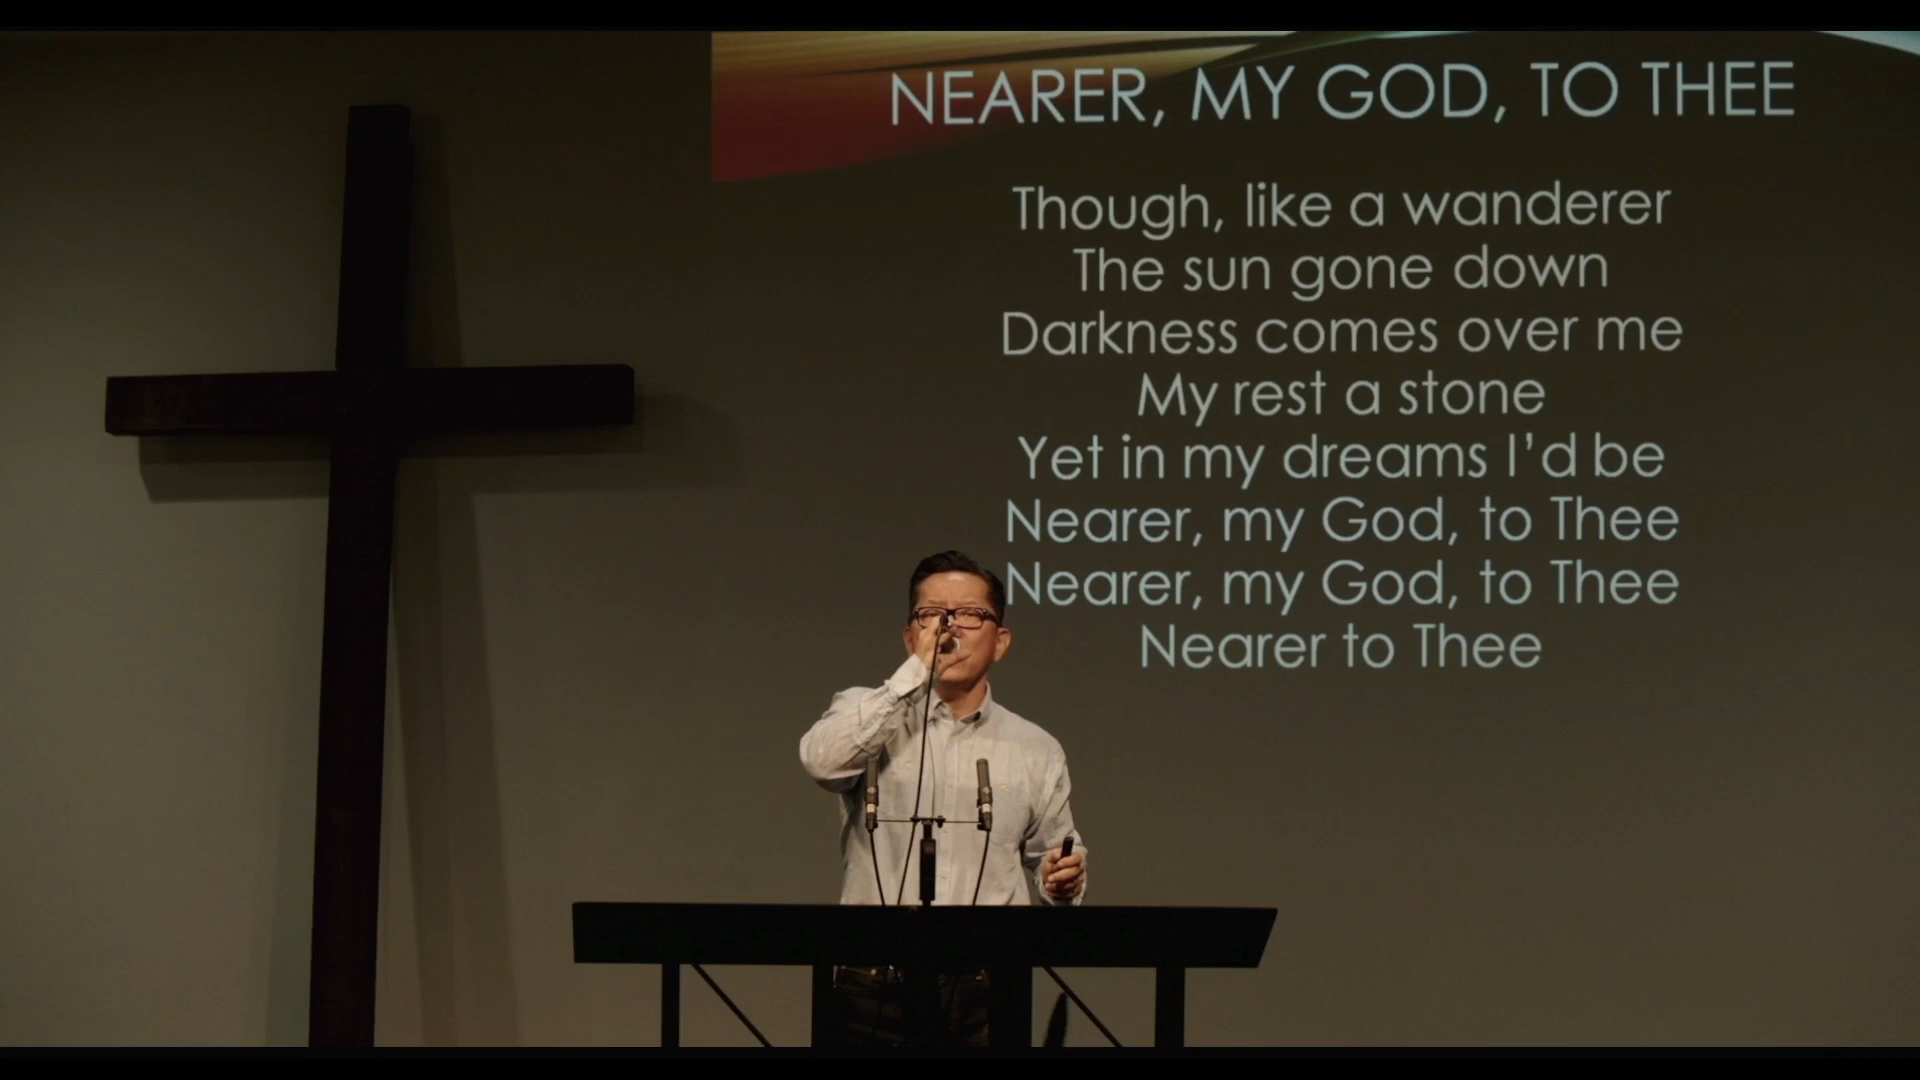 NEARER, MY GOD, TO THEE
Though, like a wanderer
The sun gone down
Darkness comes over me
My rest a stone
Yet in my dreams I'd be
Nearer, my God, to Thee
Nearer, my God, to Thee
Nearer to Thee